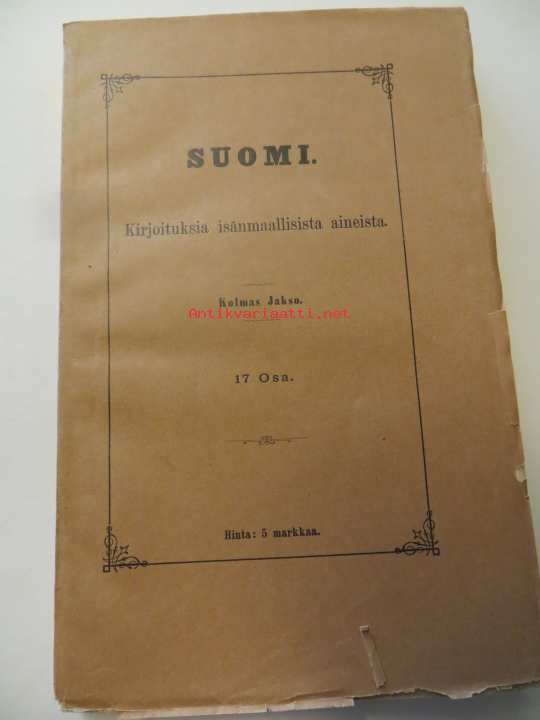 SUOMI.
Kirjoituksia isänmaallisista aineista.
Kolmas Jakso.
Antikvariaatti.net
17 Osa.
Hinta: 5 markkaa.